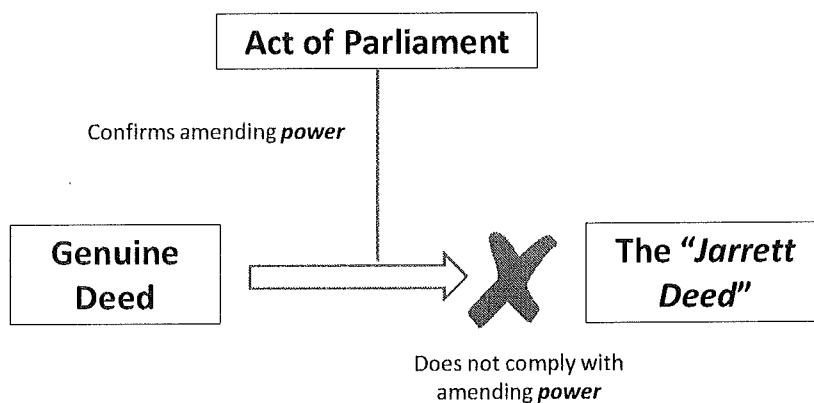 Act of Parliament
Confirms amending power
Genuine
Deed
The “Jarrett
Deed”
Does not comply with
amending power